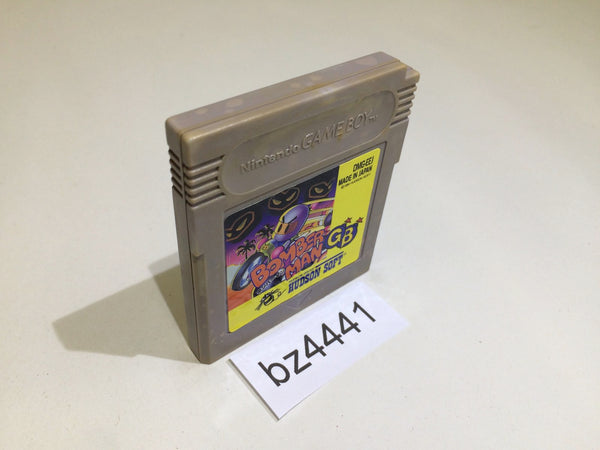 Nintendo GAME BOY
DMG-EEJ
MADE IN JAPAN
BOMBER
MAN
GB
HUDSON SOFT
bz4441